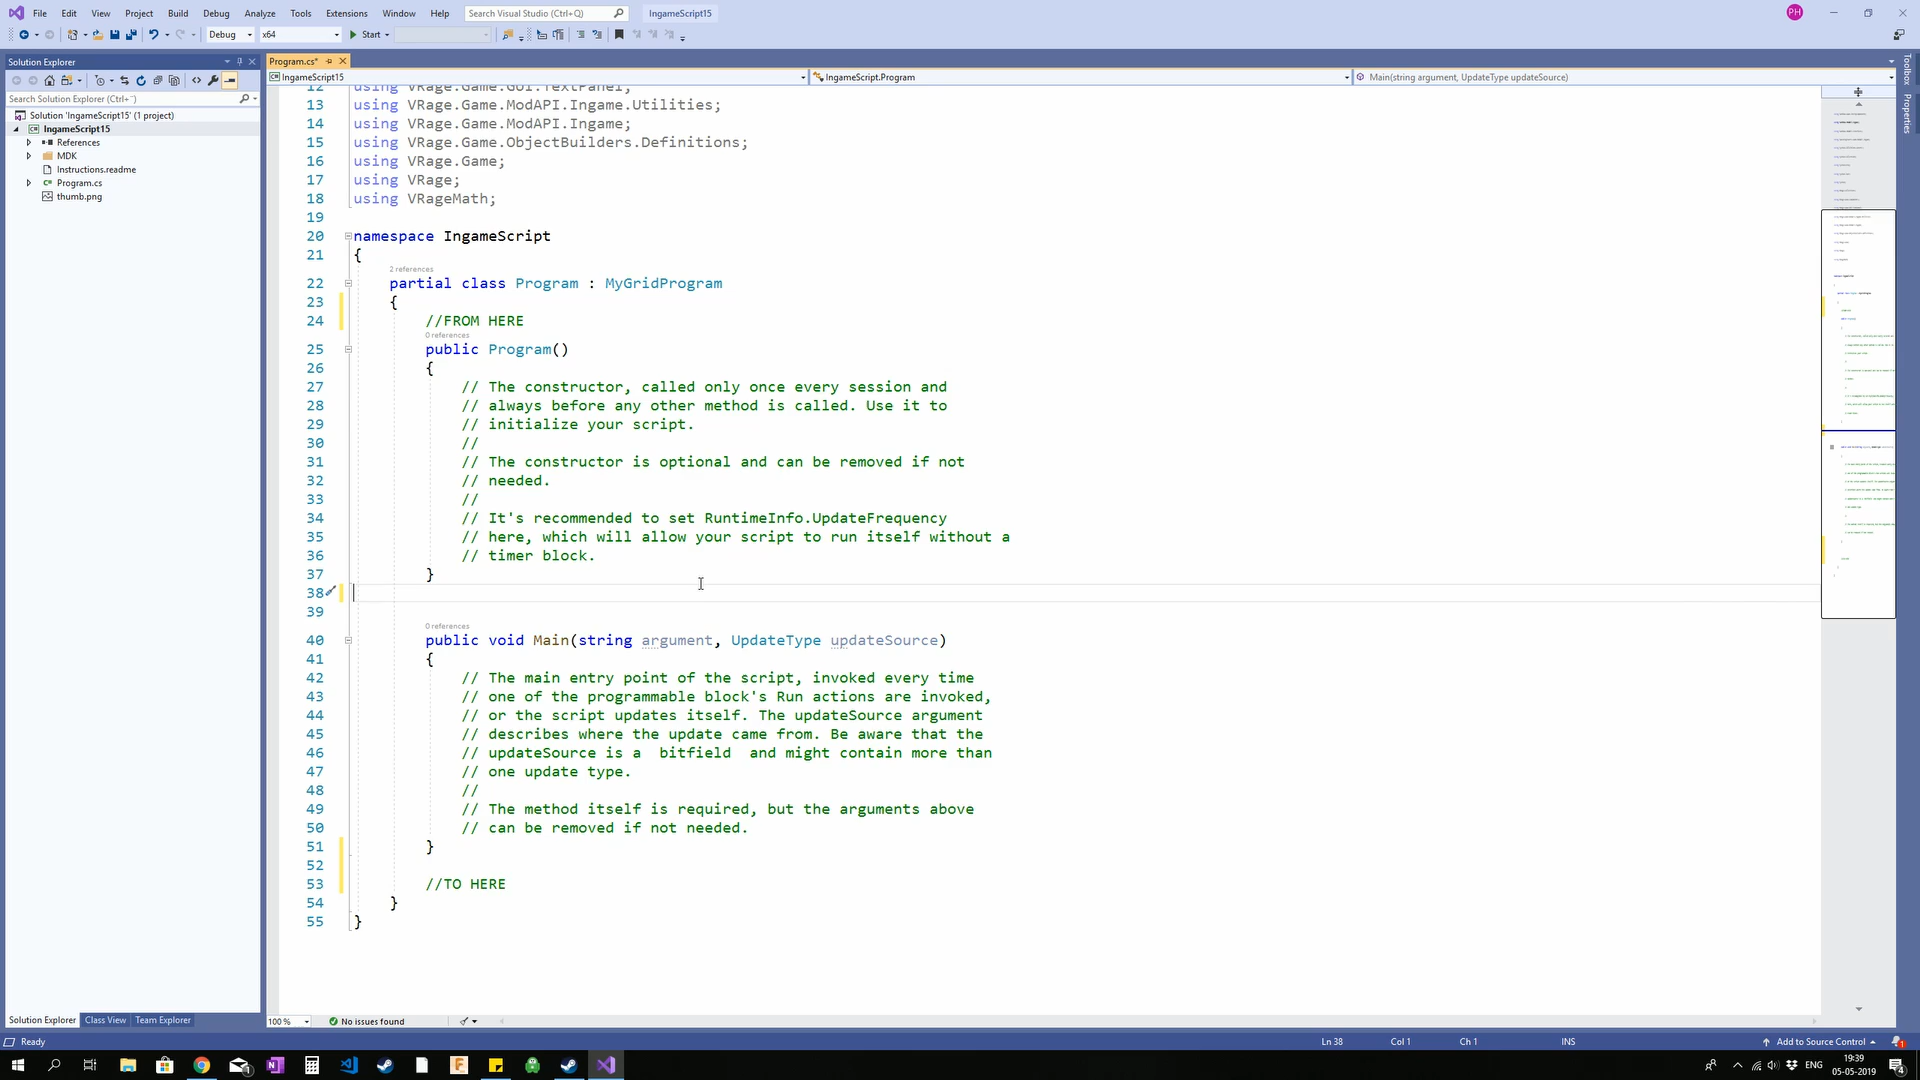 File Edit View Project Build Debug Analyze Tools Extensions Window Help Search Visual Studio (Ctrl+Q) IngameScript15 PH
Debug x64 Start
Solution Explorer
Search Solution Explorer (Ctrl+¨)
Solution 'IngameScript15' (1 project)
IngameScript15
References
MDK
Instructions.readme
Program.cs
thumb.png
Solution Explorer Class View Team Explorer
Program.cs*
IngameScript15 IngameScript.Program Main(string argument, UpdateType updateSource)
12 using VRage.Game.GUI.TextPanel;
13 using VRage.Game.ModAPI.Ingame.Utilities;
14 using VRage.Game.ModAPI.Ingame;
15 using VRage.Game.ObjectBuilders.Definitions;
16 using VRage.Game;
17 using VRage;
18 using VRageMath;
19
20 namespace IngameScript
21 {
2 references
22 partial class Program : MyGridProgram
23 {
24 //FROM HERE
0 references
25 public Program()
26 {
27 // The constructor, called only once every session and
28 // always before any other method is called. Use it to
29 // initialize your script.
30 //
31 // The constructor is optional and can be removed if not
32 // needed.
33 //
34 // It's recommended to set RuntimeInfo.UpdateFrequency
35 // here, which will allow your script to run itself without a
36 // timer block.
37 }
38
39
0 references
40 public void Main(string argument, UpdateType updateSource)
41 {
42 // The main entry point of the script, invoked every time
43 // one of the programmable block's Run actions are invoked,
44 // or the script updates itself. The updateSource argument
45 // describes where the update came from. Be aware that the
46 // updateSource is a  bitfield  and might contain more than
47 // one update type.
48 //
49 // The method itself is required, but the arguments above
50 // can be removed if not needed.
51 }
52
53 //TO HERE
54 }
55 }
Toolbox
Properties
100 % No issues found
Ready Ln 38 Col 1 Ch 1 INS Add to Source Control 1
ENG 19:39
05-05-2019